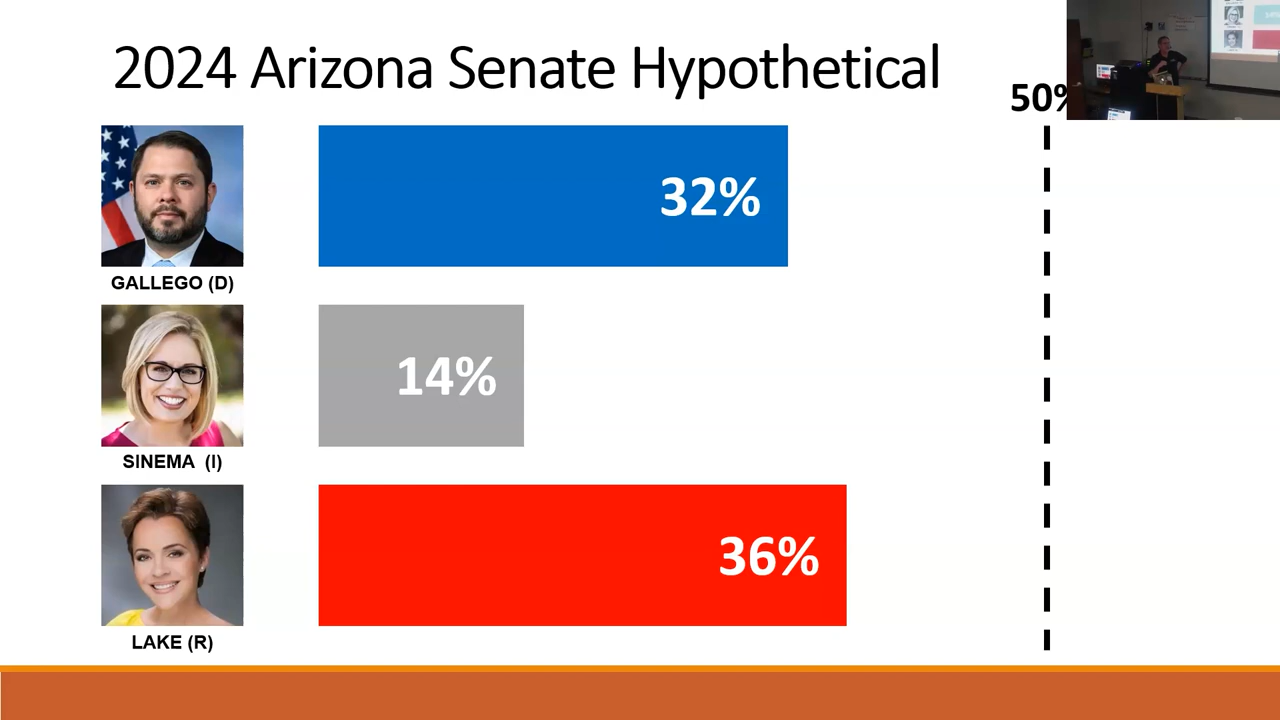 2024 Arizona Senate Hypothetical
50%
32%
GALLEGO (D)
14%
SINEMA (I)
36%
LAKE (R)